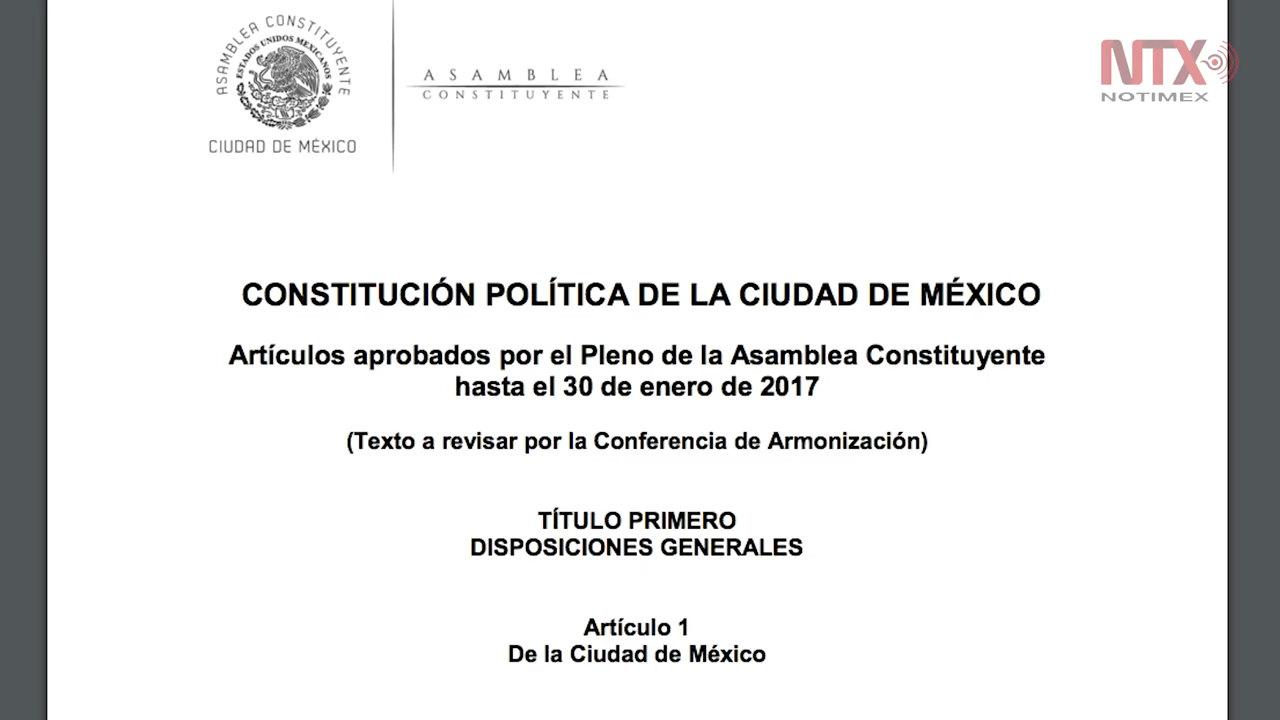 ASAMBLEA CONSTITUYENTE
ESTADOS UNIDOS MEXICANOS
CIUDAD DE MÉXICO
ASAMBLEA
CONSTITUYENTE
NTX
NOTIMEX
CONSTITUCIÓN POLÍTICA DE LA CIUDAD DE MÉXICO
Artículos aprobados por el Pleno de la Asamblea Constituyente
hasta el 30 de enero de 2017
(Texto a revisar por la Conferencia de Armonización)
TÍTULO PRIMERO
DISPOSICIONES GENERALES
Artículo 1
De la Ciudad de México